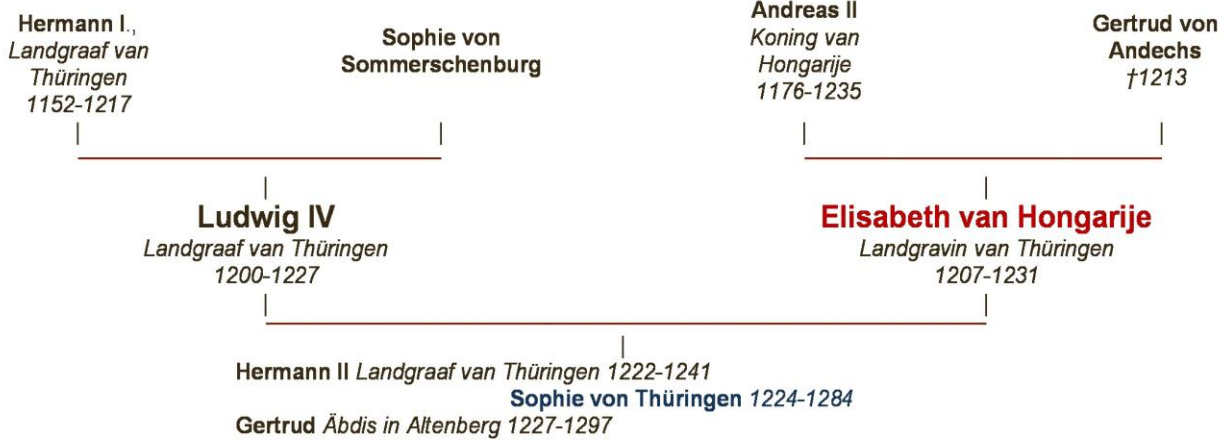 Hermann I.,
Landgraaf van
Thüringen
1152-1217
Sophie von
Sommerschenburg
Andreas II
Koning van
Hongarije
1176-1235
Gertrud von
Andechs
†1213
Ludwig IV
Landgraaf van Thüringen
1200-1227
Elisabeth van Hongarije
Landgravin van Thüringen
1207-1231
Hermann II Landgraaf van Thüringen 1222-1241
Sophie von Thüringen 1224-1284
Gertrud Äbdis in Altenberg 1227-1297